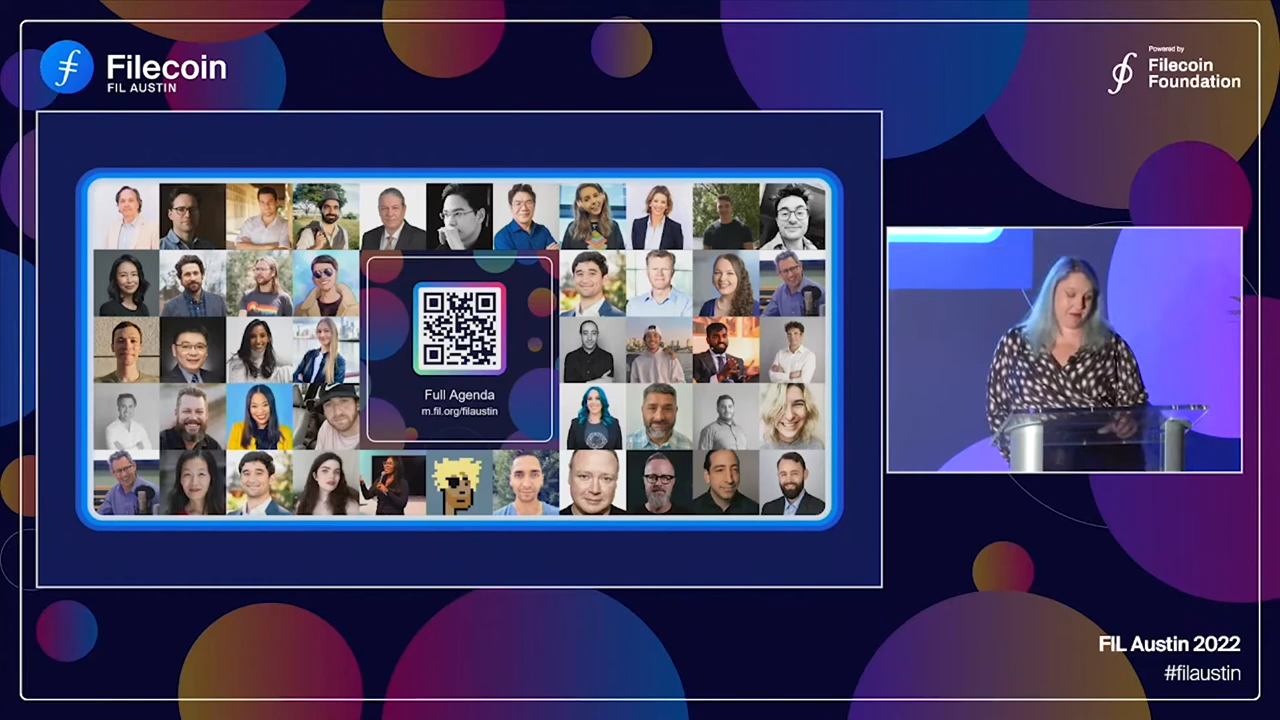 Filecoin
FIL AUSTIN
Powered by
Filecoin
Foundation
Full Agenda
m.fil.org/filaustin
FIL Austin 2022
#filaustin